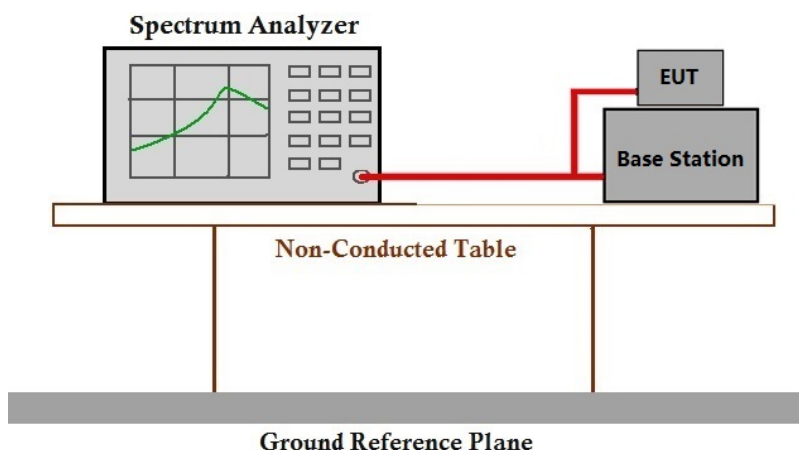 Spectrum Analyzer
EUT
Base Station
Non-Conducted Table
Ground Reference Plane